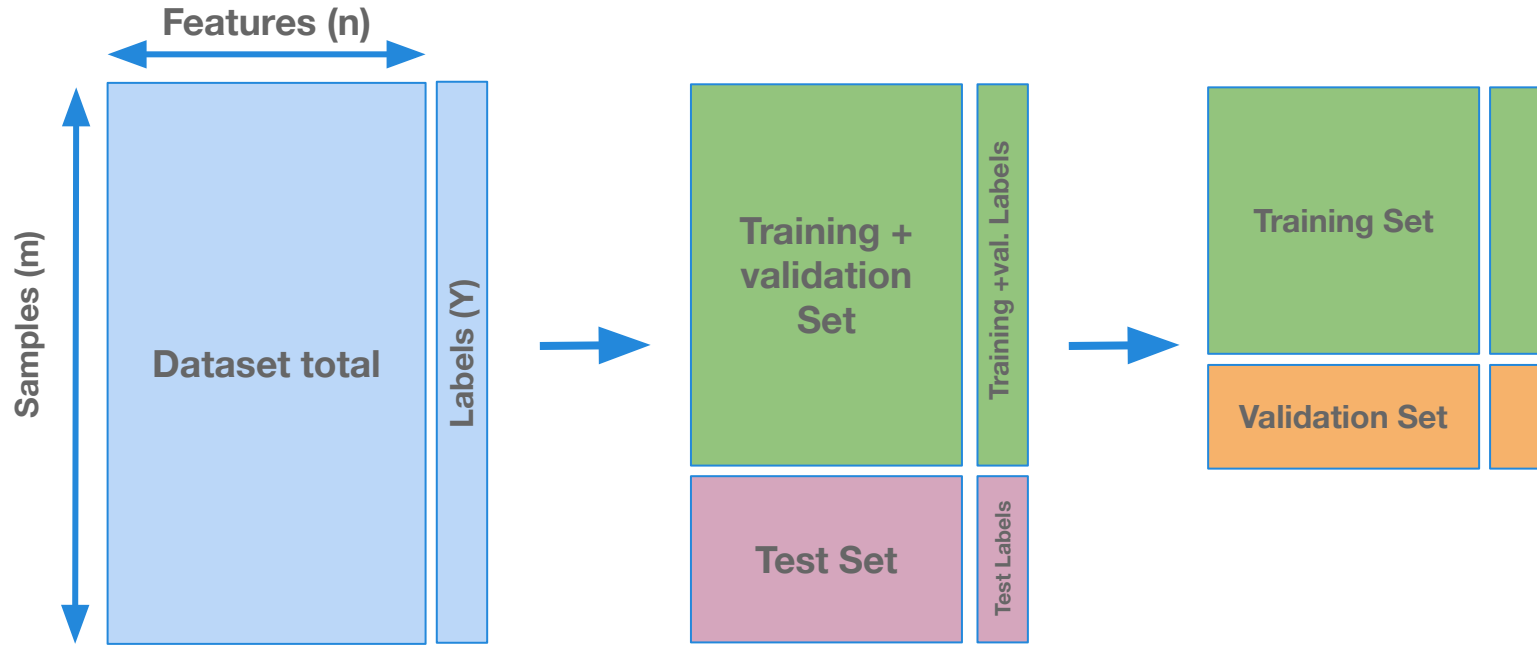 Features (n)
Samples (m)
Dataset total
Labels (Y)
Training +
validation
Set
Training +val. Labels
Test Set
Test Labels
Training Set
Validation Set